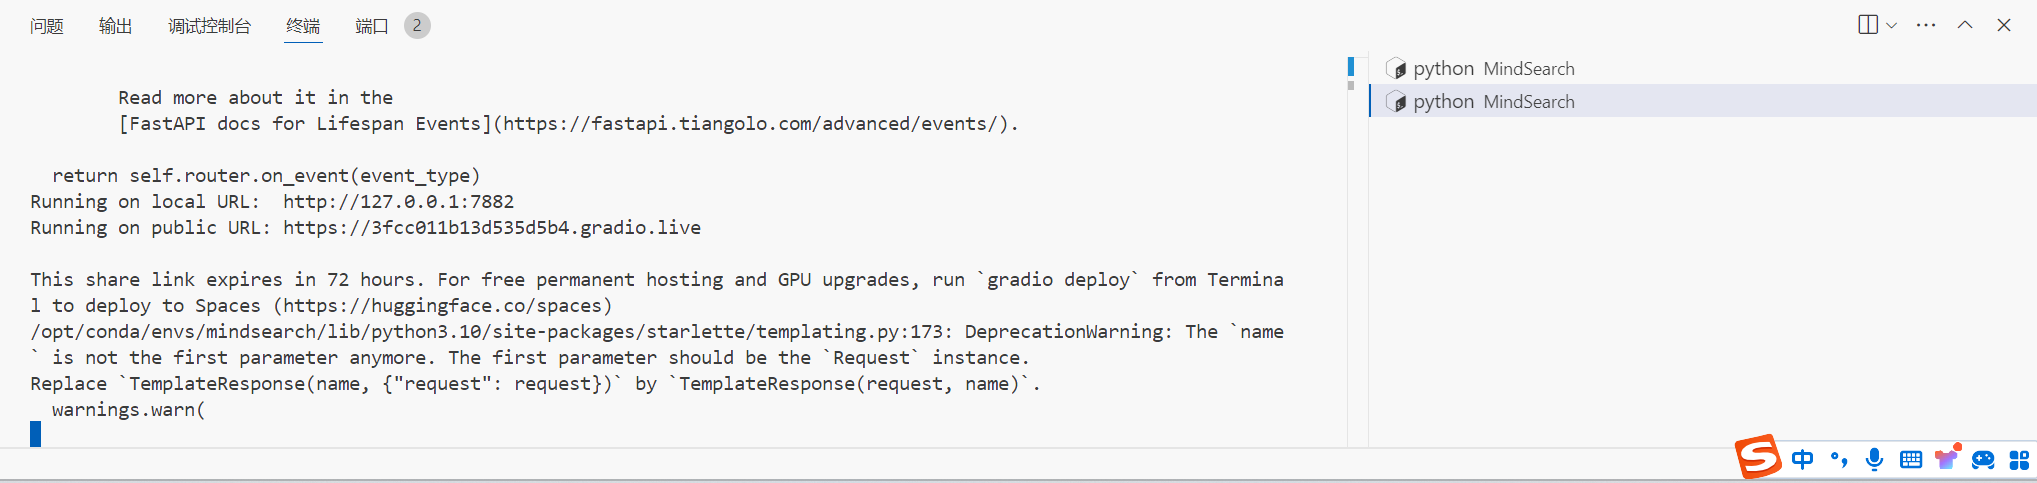 问题 输出 调试控制台 终端 端口 2
Read more about it in the
[FastAPI docs for Lifespan Events](https://fastapi.tiangolo.com/advanced/events/).
return self.router.on_event(event_type)
Running on local URL:  http://127.0.0.1:7882
Running on public URL: https://3fcc011b13d535d5b4.gradio.live
This share link expires in 72 hours. For free permanent hosting and GPU upgrades, run `gradio deploy` from Termina
l to deploy to Spaces (https://huggingface.co/spaces)
/opt/conda/envs/mindsearch/lib/python3.10/site-packages/starlette/templating.py:173: DeprecationWarning: The `name
` is not the first parameter anymore. The first parameter should be the `Request` instance.
Replace `TemplateResponse(name, {"request": request})` by `TemplateResponse(request, name)`.
warnings.warn(
python MindSearch
python MindSearch
中